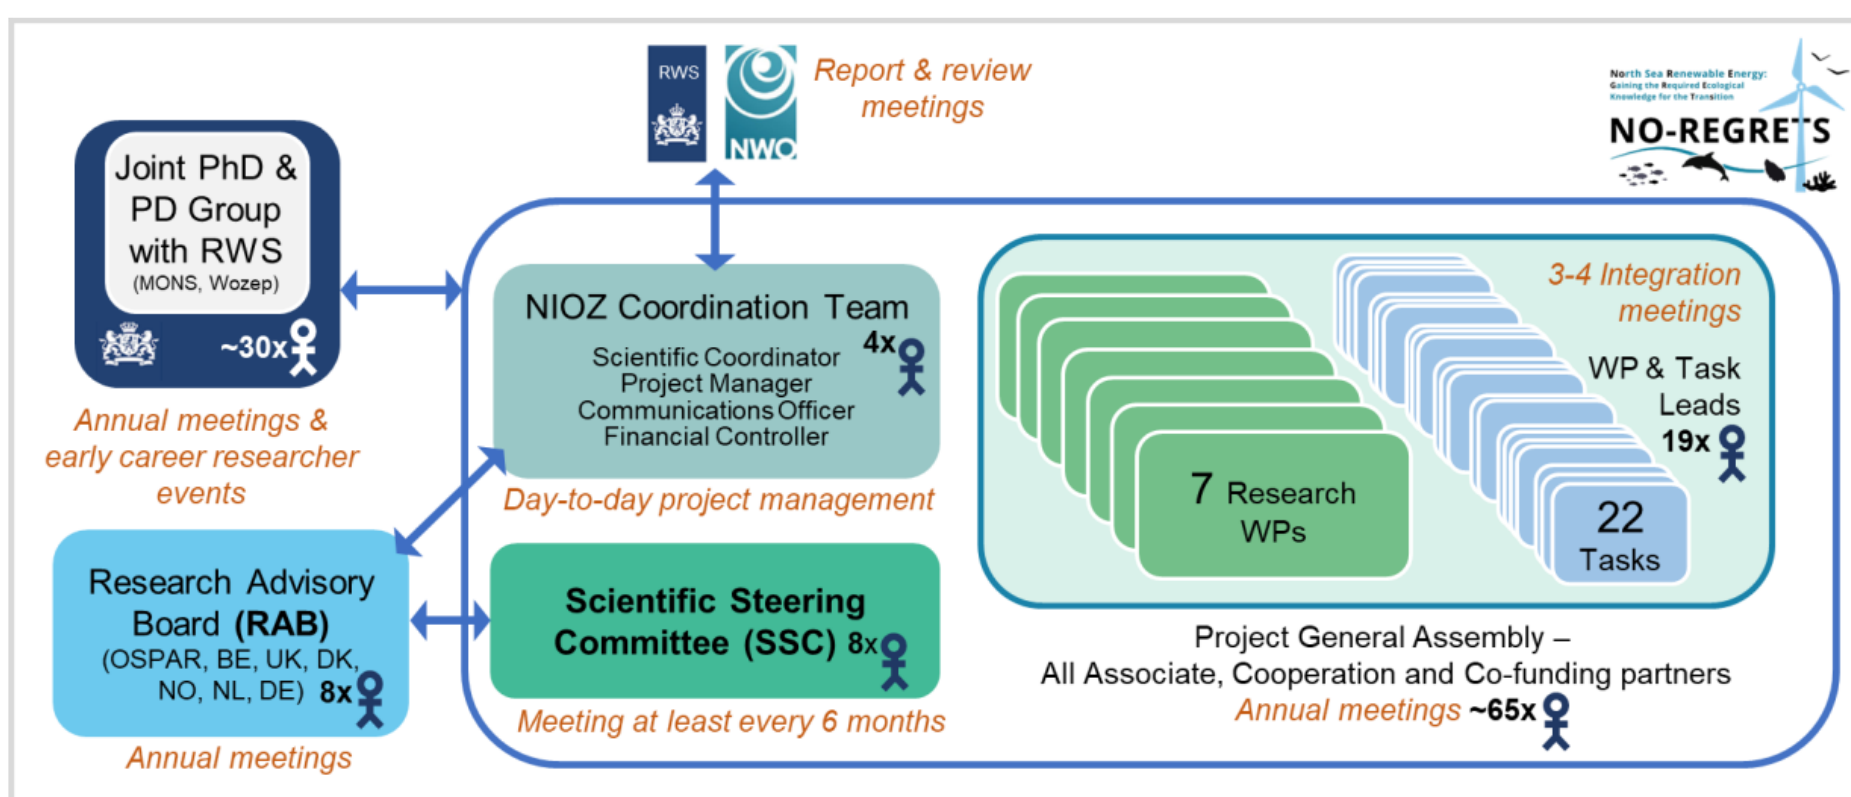 RWS
NWO
Report & review
meetings
North Sea Renewable Energy:
Gaining the Required Ecological
Knowledge for the Transition
NO-REGRETS
Joint PhD &
PD Group
with RWS
(MONS, Wozep)
~30x
Annual meetings &
early career researcher
events
Research Advisory
Board (RAB)
(OSPAR, BE, UK, DK,
NO, NL, DE) 8x
Annual meetings
NIOZ Coordination Team
4x
Scientific Coordinator
Project Manager
Communications Officer
Financial Controller
Day-to-day project management
Scientific Steering
Committee (SSC) 8x
Meeting at least every 6 months
3-4 Integration
meetings
WP & Task
Leads
19x
7 Research
WPs
22
Tasks
Project General Assembly –
All Associate, Cooperation and Co-funding partners
Annual meetings ~65x